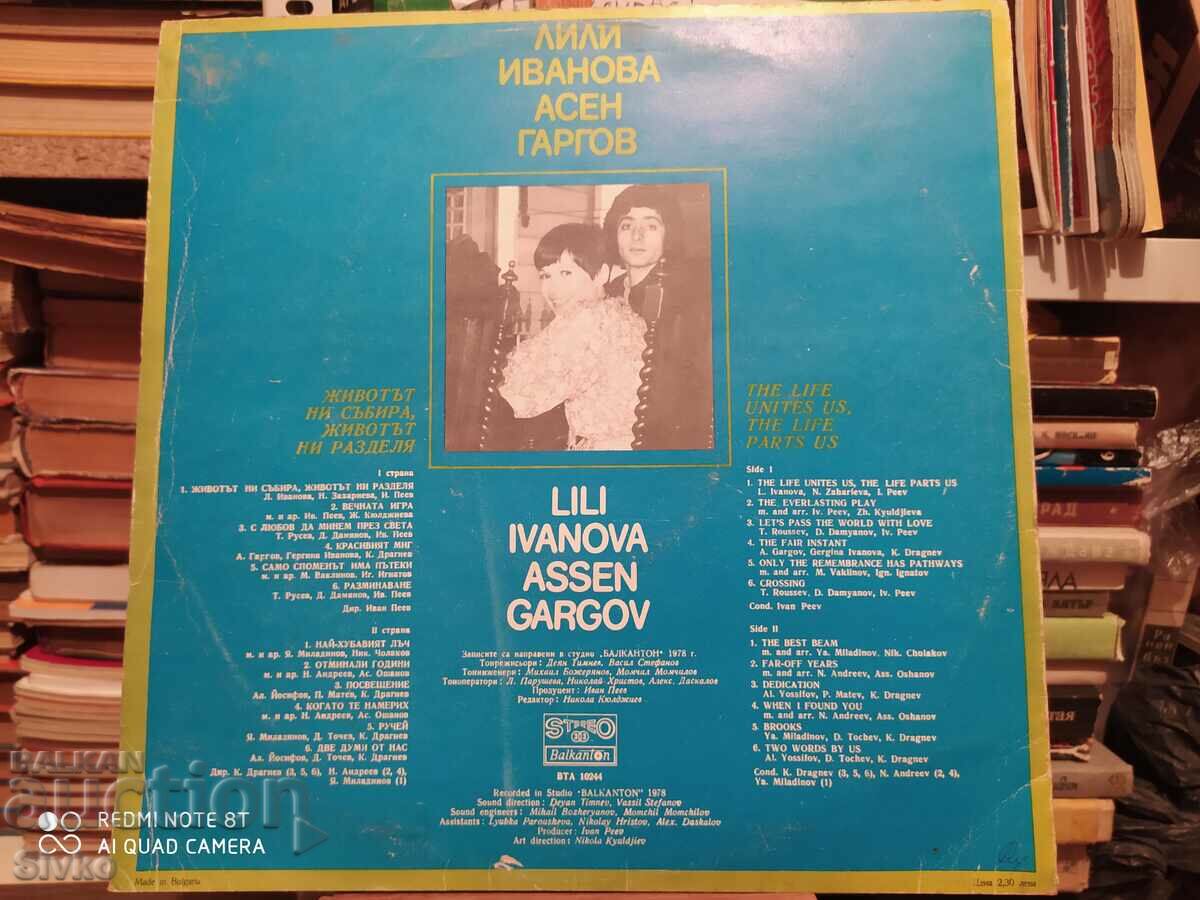 ЛИЛИ
ИВАНОВА
АСЕН
ГАРГОВ
ЖИВОТЪТ
НИ СЪБИРА,
ЖИВОТЪТ
НИ РАЗДЕЛЯ
THE LIFE
UNITES US,
THE LIFE
PARTS US
I страна
1. ЖИВОТЪТ НИ СЪБИРА, ЖИВОТЪТ НИ РАЗДЕЛЯ
Л. Иванова, Н. Захариева, И. Пеев
2. ВЕЧНАТА ИГРА
м. и ар. Ив. Пеев, Ж. Кюлджиева
3. С ЛЮБОВ ДА МИНЕМ ПРЕЗ СВЕТА
Т. Русев, Д. Дамянов, Ив. Пеев
4. КРАСИВИЯТ МИГ
А. Гаргов, Гергина Иванова, К. Драгнев
5. САМО СПОМЕНЪТ ИМА ПЪТЕКИ
м. и ар. М. Ваклинов, Иг. Игнатов
6. РАЗМИНАВАНЕ
Т. Русев, Д. Дамянов, Ив. Пеев
Дир. Иван Пеев
II страна
1. НАЙ-ХУБАВИЯТ ЛЪЧ
м. и ар. Я. Миладинов, Ник. Чолаков
2. ОТМИНАЛИ ГОДИНИ
м. и ар. Н. Андреев, Ас. Ошанов
3. ПОСВЕЩЕНИЕ
Ал. Йосифов, П. Матев, К. Драгнев
4. КОГАТО ТЕ НАМЕРИХ
м. и ар. Н. Андреев, Ас. Ошанов
5. РУЧЕЙ
Я. Миладинов, Д. Точев, К. Драгнев
6. ДВЕ ДУМИ ОТ НАС
Ал. Йосифов, Д. Точев, К. Драгнев
Дир. К. Драгнев (3, 5, 6), Н. Андреев (2, 4),
Я. Миладинов (1)
LILI
IVANOVA
ASSEN
GARGOV
Записите са направени в студио „БАЛКАНТОН" 1978 г.
Тонрежисьори: Деян Тимнев, Васил Стефанов
Тонинженери: Михаил Божерянов, Момчил Момчилов
Тоноператори: Л. Парушева, Николай Христов, Алекс. Даскалов
Продуцент: Иван Пеев
Редактор: Никола Кюлджиев
STEREO
33
Balkanton
ВТА 10244
Recorded in Studio "BALKANTON" 1978
Sound direction: Deyan Timnev, Vassil Stefanov
Sound engineers: Mihail Bozheryanov, Momchil Momchilov
Assistants: Lyubka Parousheva, Nikolay Hristov, Alex. Daskalov
Producer: Ivan Peev
Art direction: Nikola Kyuldjiev
Side I
1. THE LIFE UNITES US, THE LIFE PARTS US
L. Ivanova, N. Zaharieva, I. Peev
2. THE EVERLASTING PLAY
m. and arr. Iv. Peev, Zh. Kyuldjieva
3. LET'S PASS THE WORLD WITH LOVE
T. Roussev, D. Damyanov, Iv. Peev
4. THE FAIR INSTANT
A. Gargov, Gergina Ivanova, K. Dragnev
5. ONLY THE REMEMBRANCE HAS PATHWAYS
m. and arr. M. Vaklinov, Ign. Ignatov
6. CROSSING
T. Roussev, D. Damyanov, Iv. Peev
Cond. Ivan Peev
Side II
1. THE BEST BEAM
m. and arr. Ya. Miladinov, Nik. Cholakov
2. FAR-OFF YEARS
m. and arr. N. Andreev, Ass. Oshanov
3. DEDICATION
Al. Yossifov, P. Matev, K. Dragnev
4. WHEN I FOUND YOU
m. and arr. N. Andreev, Ass. Oshanov
5. BROOKS
Ya. Miladinov, D. Tochev, K. Dragnev
6. TWO WORDS BY US
Al. Yossifov, D. Tochev, K. Dragnev
Cond. K. Dragnev (3, 5, 6), N. Andreev (2, 4),
Ya. Miladinov (1)
Made in Bulgaria
Цена 2,30 лева
BALKAN
auction
Sivko
REDMI NOTE 8T
AI QUAD CAMERA